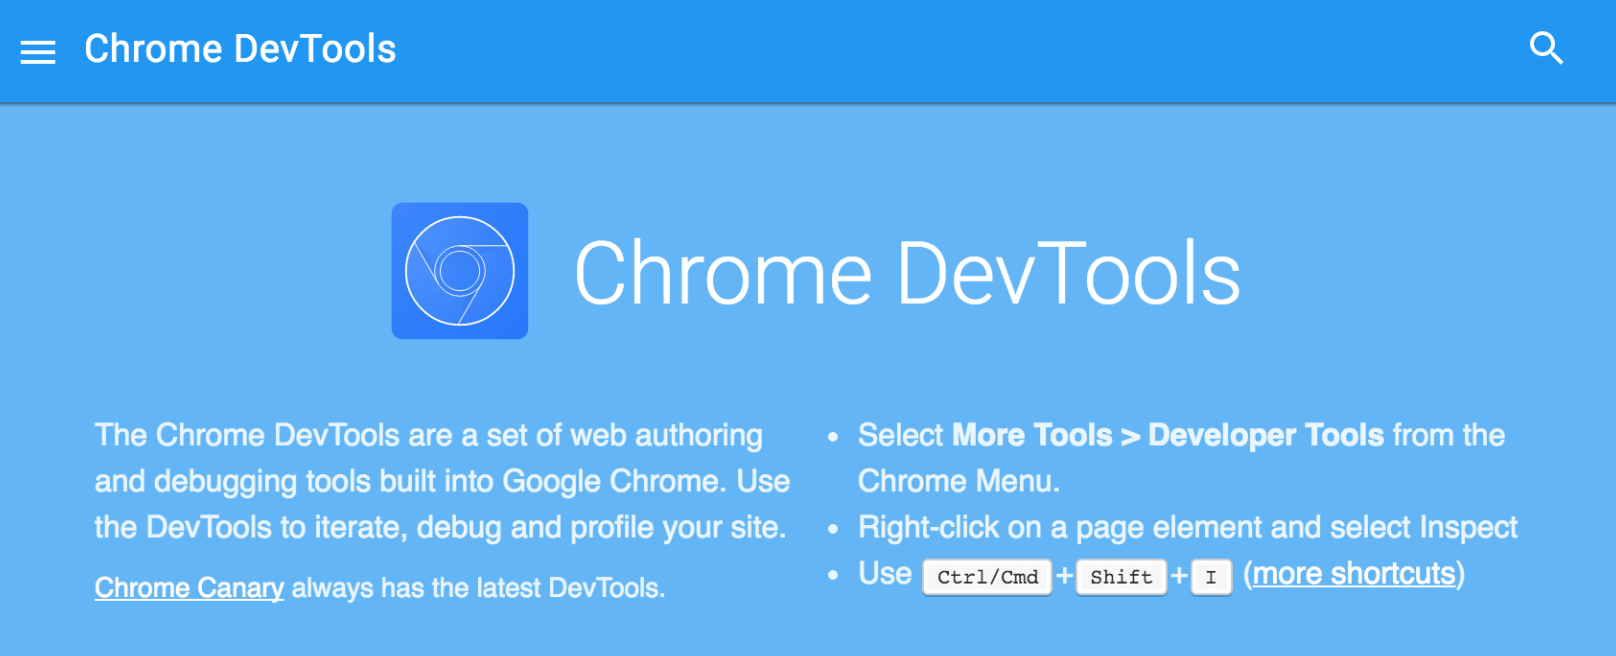 Chrome DevTools
Chrome DevTools
The Chrome DevTools are a set of web authoring
and debugging tools built into Google Chrome. Use
the DevTools to iterate, debug and profile your site.
Chrome Canary always has the latest DevTools.
• Select More Tools > Developer Tools from the
Chrome Menu.
• Right-click on a page element and select Inspect
• Use Ctrl/Cmd + Shift + I (more shortcuts)